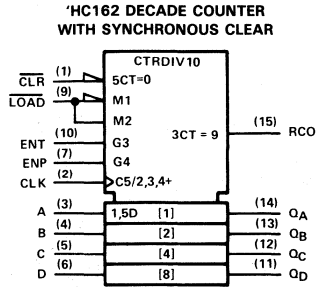 'HC162 DECADE COUNTER
WITH SYNCHRONOUS CLEAR
CTRDIV10
CLR (1) 5CT=0
LOAD (9) M1
M2
ENT (10) G3 3CT = 9 (15) RCO
ENP (7) G4
CLK (2) C5/2,3,4+
A (3) 1,5D [1] (14) QA
B (4) [2] (13) QB
C (5) [4] (12) QC
D (6) [8] (11) QD